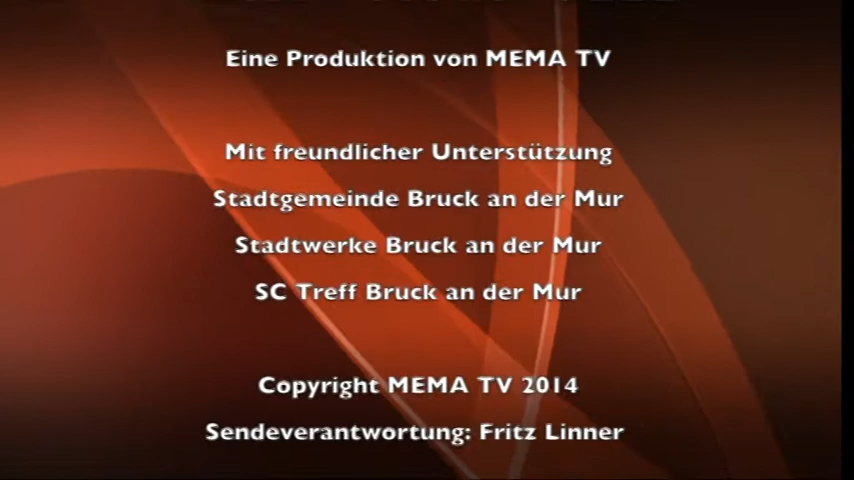 Eine Produktion von MEMA TV
Mit freundlicher Unterstützung
Stadtgemeinde Bruck an der Mur
Stadtwerke Bruck an der Mur
SC Treff Bruck an der Mur
Copyright MEMA TV 2014
Sendeverantwortung: Fritz Linner